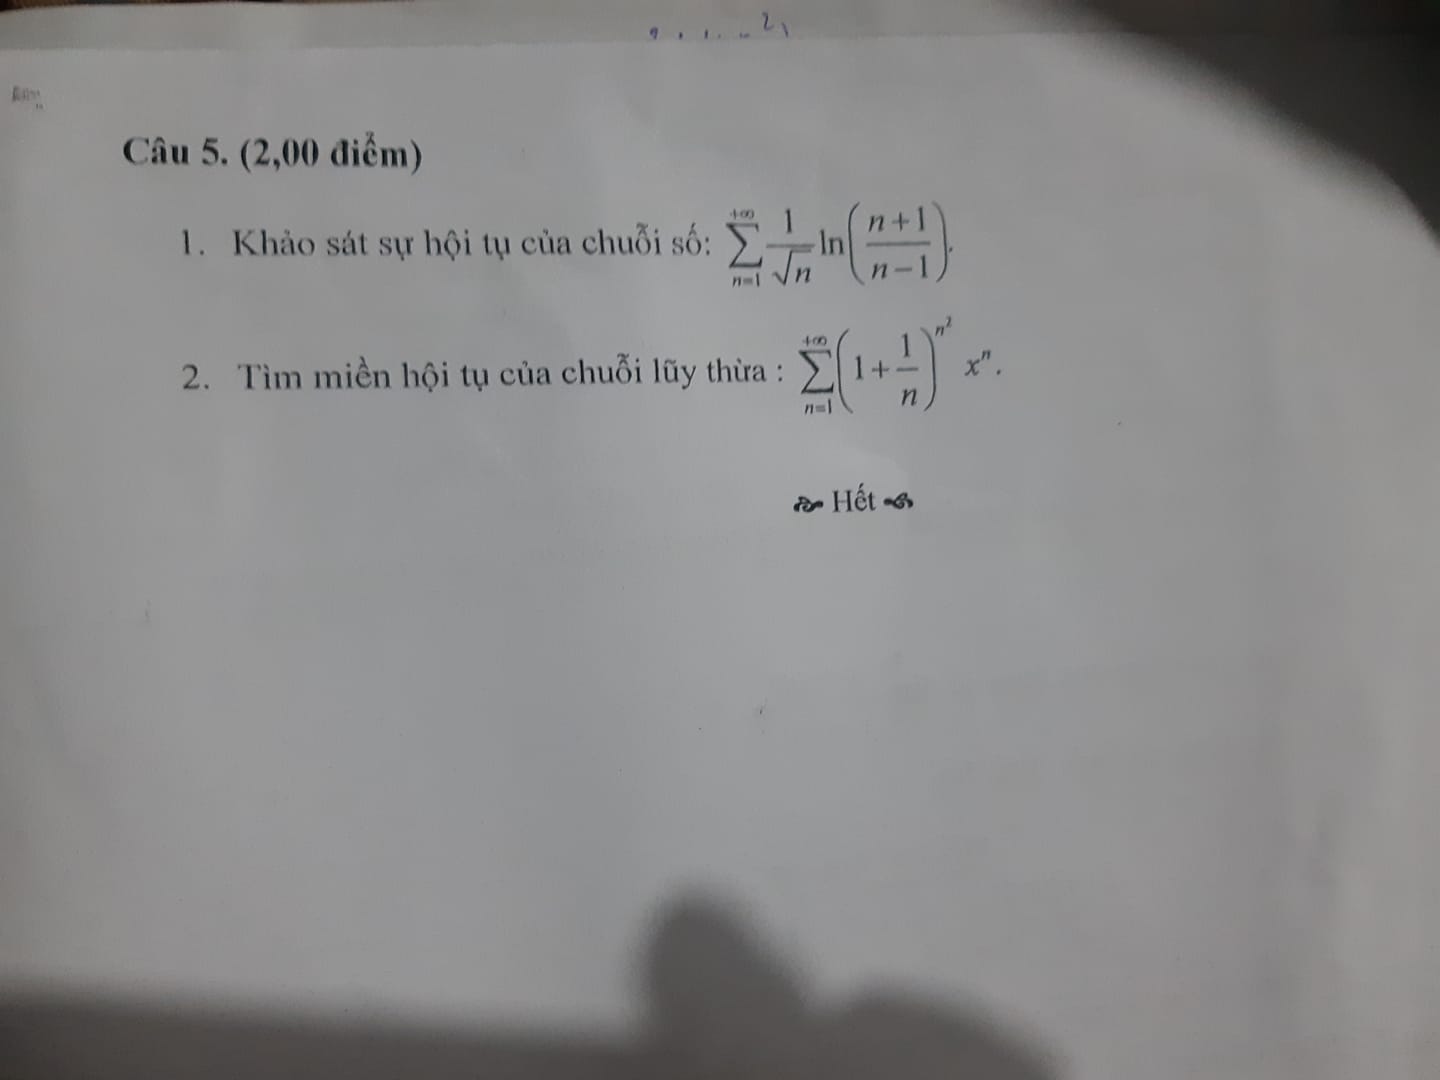 Câu 5. (2,00 điểm)
1. Khảo sát sự hội tụ của chuỗi số: $\sum_{n=1}^{+\infty} \frac{1}{\sqrt{n}} \ln\left(\frac{n+1}{n-1}\right).$
2. Tìm miền hội tụ của chuỗi lũy thừa : $\sum_{n=1}^{+\infty} \left(1+\frac{1}{n}\right)^{n^2} x^n.$
Hết